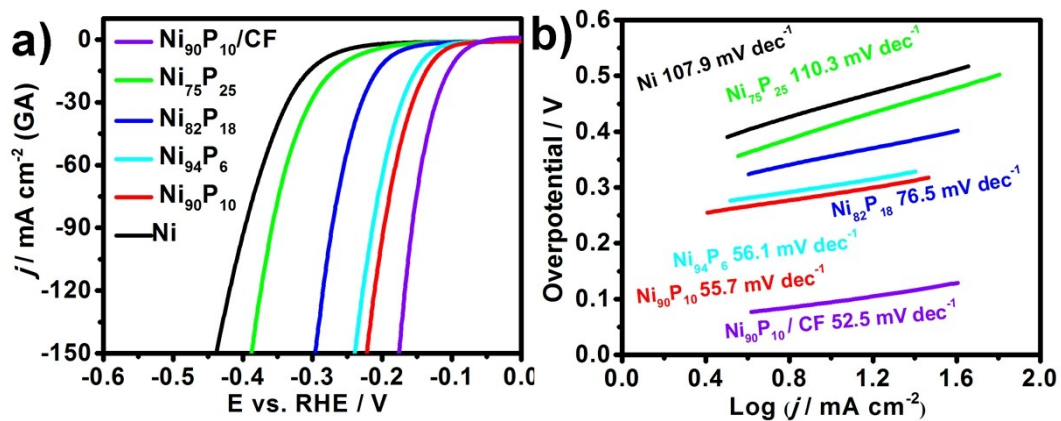 a)
Ni₉₀P₁₀/CF
Ni₇₅P₂₅
Ni₈₂P₁₈
Ni₉₄P₆
Ni₉₀P₁₀
Ni
j / mA cm⁻² (GA)
0
-30
-60
-90
-120
-150
-0.6 -0.5 -0.4 -0.3 -0.2 -0.1 0.0
E vs. RHE / V
b)
Ni 107.9 mV dec⁻¹
Ni₇₅P₂₅ 110.3 mV dec⁻¹
Ni₈₂P₁₈ 76.5 mV dec⁻¹
Ni₉₄P₆ 56.1 mV dec⁻¹
Ni₉₀P₁₀ 55.7 mV dec⁻¹
Ni₉₀P₁₀ / CF 52.5 mV dec⁻¹
Overpotential / V
0.6
0.5
0.4
0.3
0.2
0.1
0.0
0.0 0.4 0.8 1.2 1.6 2.0
Log (j / mA cm⁻²)